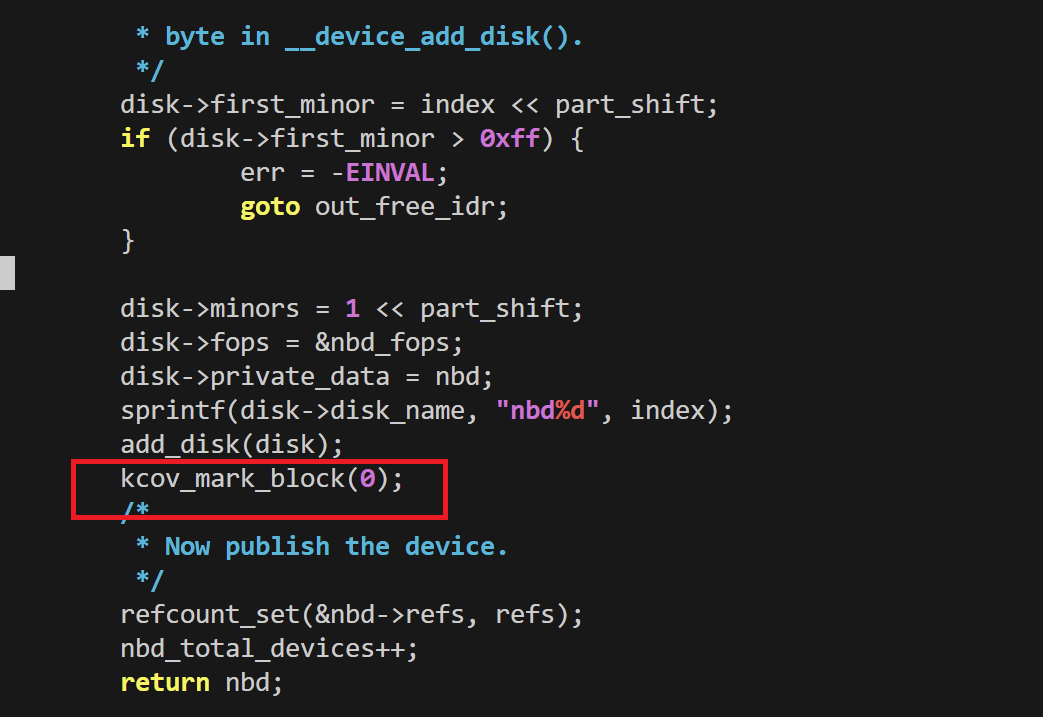 * byte in __device_add_disk().
*/
disk->first_minor = index << part_shift;
if (disk->first_minor > 0xff) {
err = -EINVAL;
goto out_free_idr;
}
disk->minors = 1 << part_shift;
disk->fops = &nbd_fops;
disk->private_data = nbd;
sprintf(disk->disk_name, "nbd%d", index);
add_disk(disk);
kcov_mark_block(0);
/*
* Now publish the device.
*/
refcount_set(&nbd->refs, refs);
nbd_total_devices++;
return nbd;